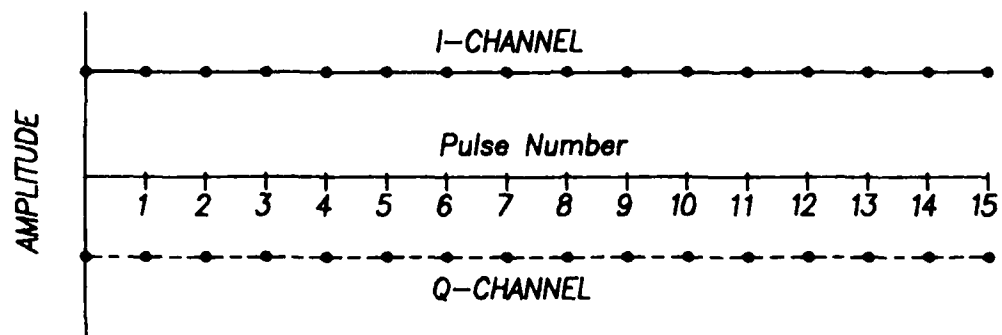 I-CHANNEL
AMPLITUDE
Pulse Number
1 2 3 4 5 6 7 8 9 10 11 12 13 14 15
Q-CHANNEL